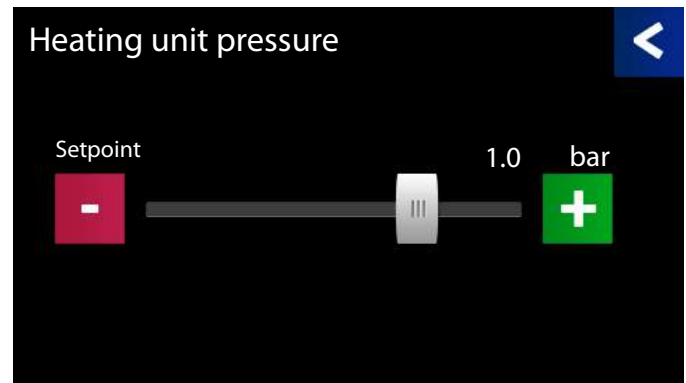 Heating unit pressure
<
Setpoint 1.0 bar
- +